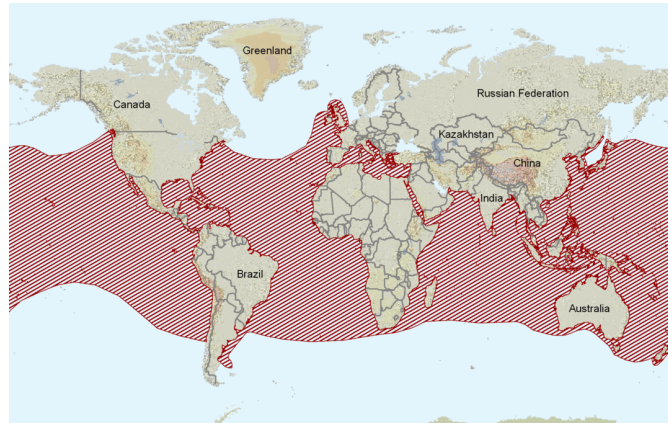 Greenland
Russian Federation
Canada
Kazakhstan
China
India
Brazil
Australia